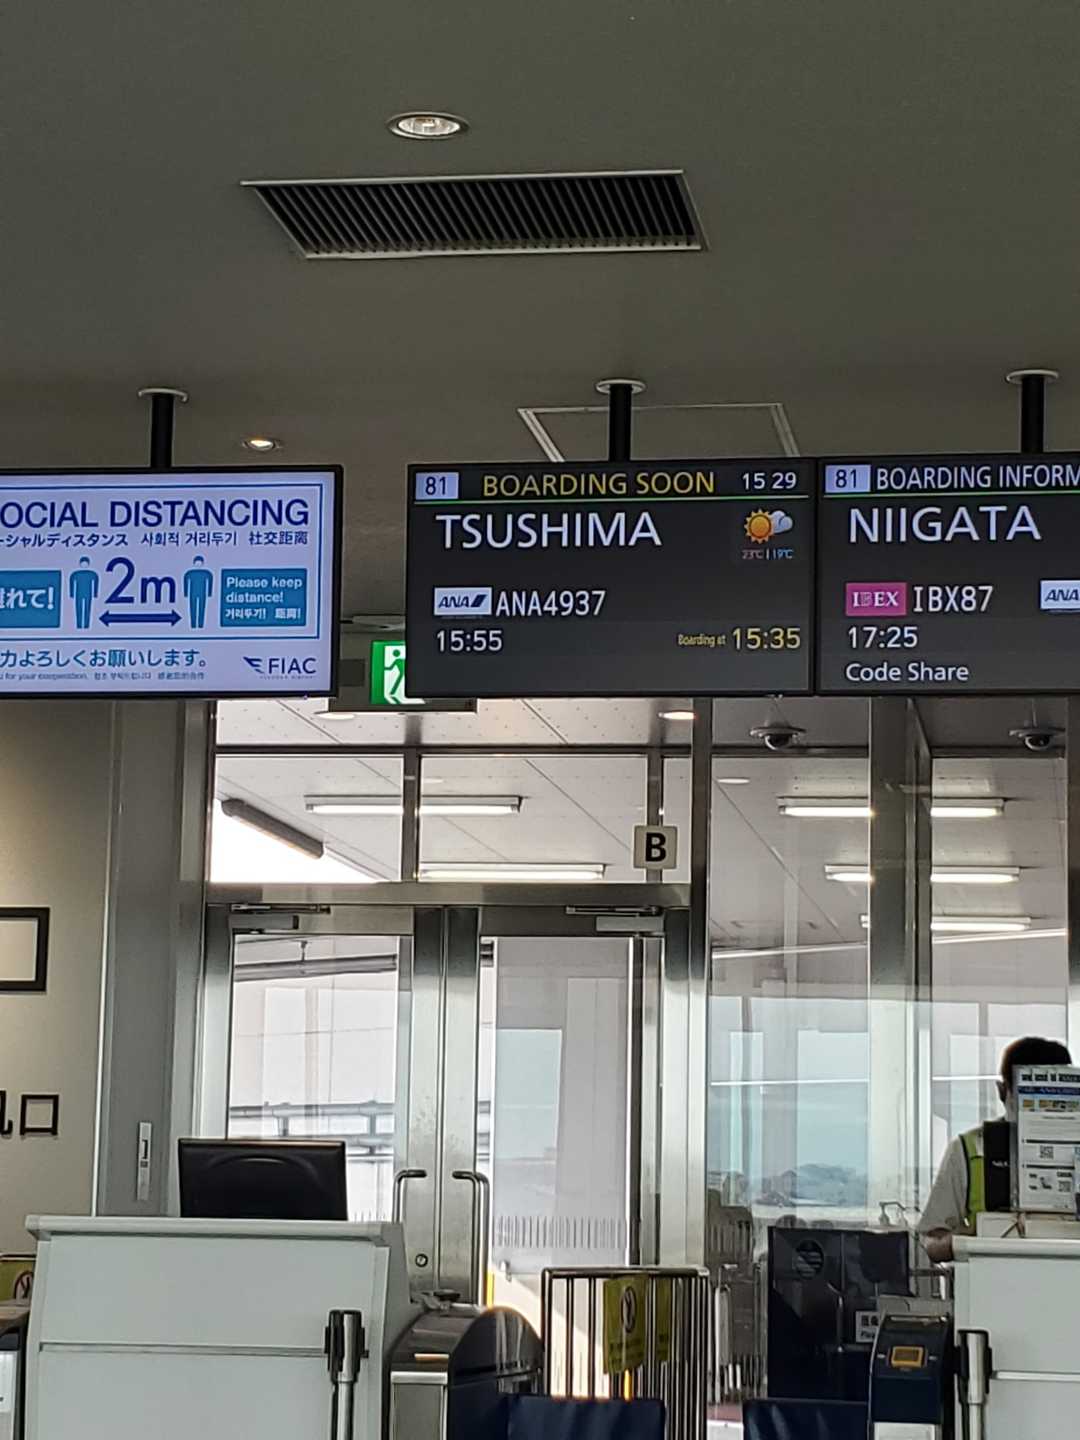 OCIAL DISTANCING
ーシャルディスタンス 사회적 거리두기 社交距离
離れて!
2m
Please keep
distance!
거리두기!
力よろしくお願いします。
FIAC
81 BOARDING SOON 15 29
TSUSHIMA
23℃ | 19℃
ANA ANA4937
15:55 Boarding at 15:35
81 BOARDING INFORM
NIIGATA
IBEX IBX87 ANA
17:25
Code Share
B
口